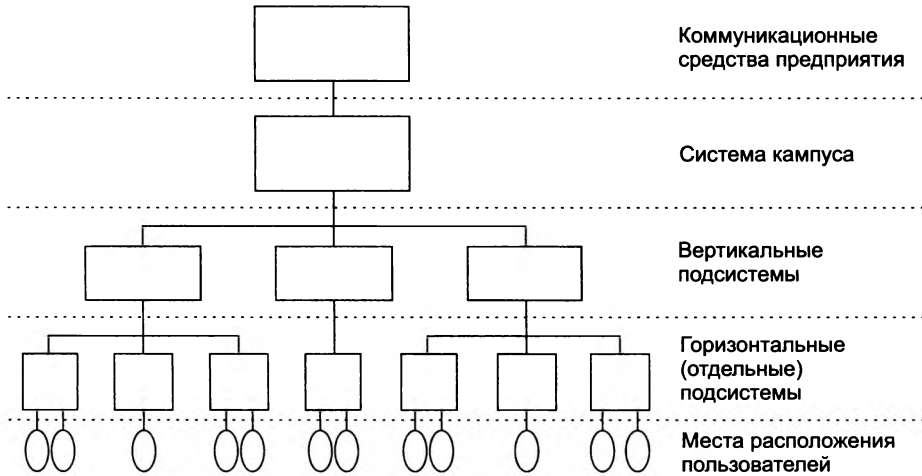 Коммуникационные
средства предприятия
Система кампуса
Вертикальные
подсистемы
Горизонтальные
(отдельные)
подсистемы
Места расположения
пользователей